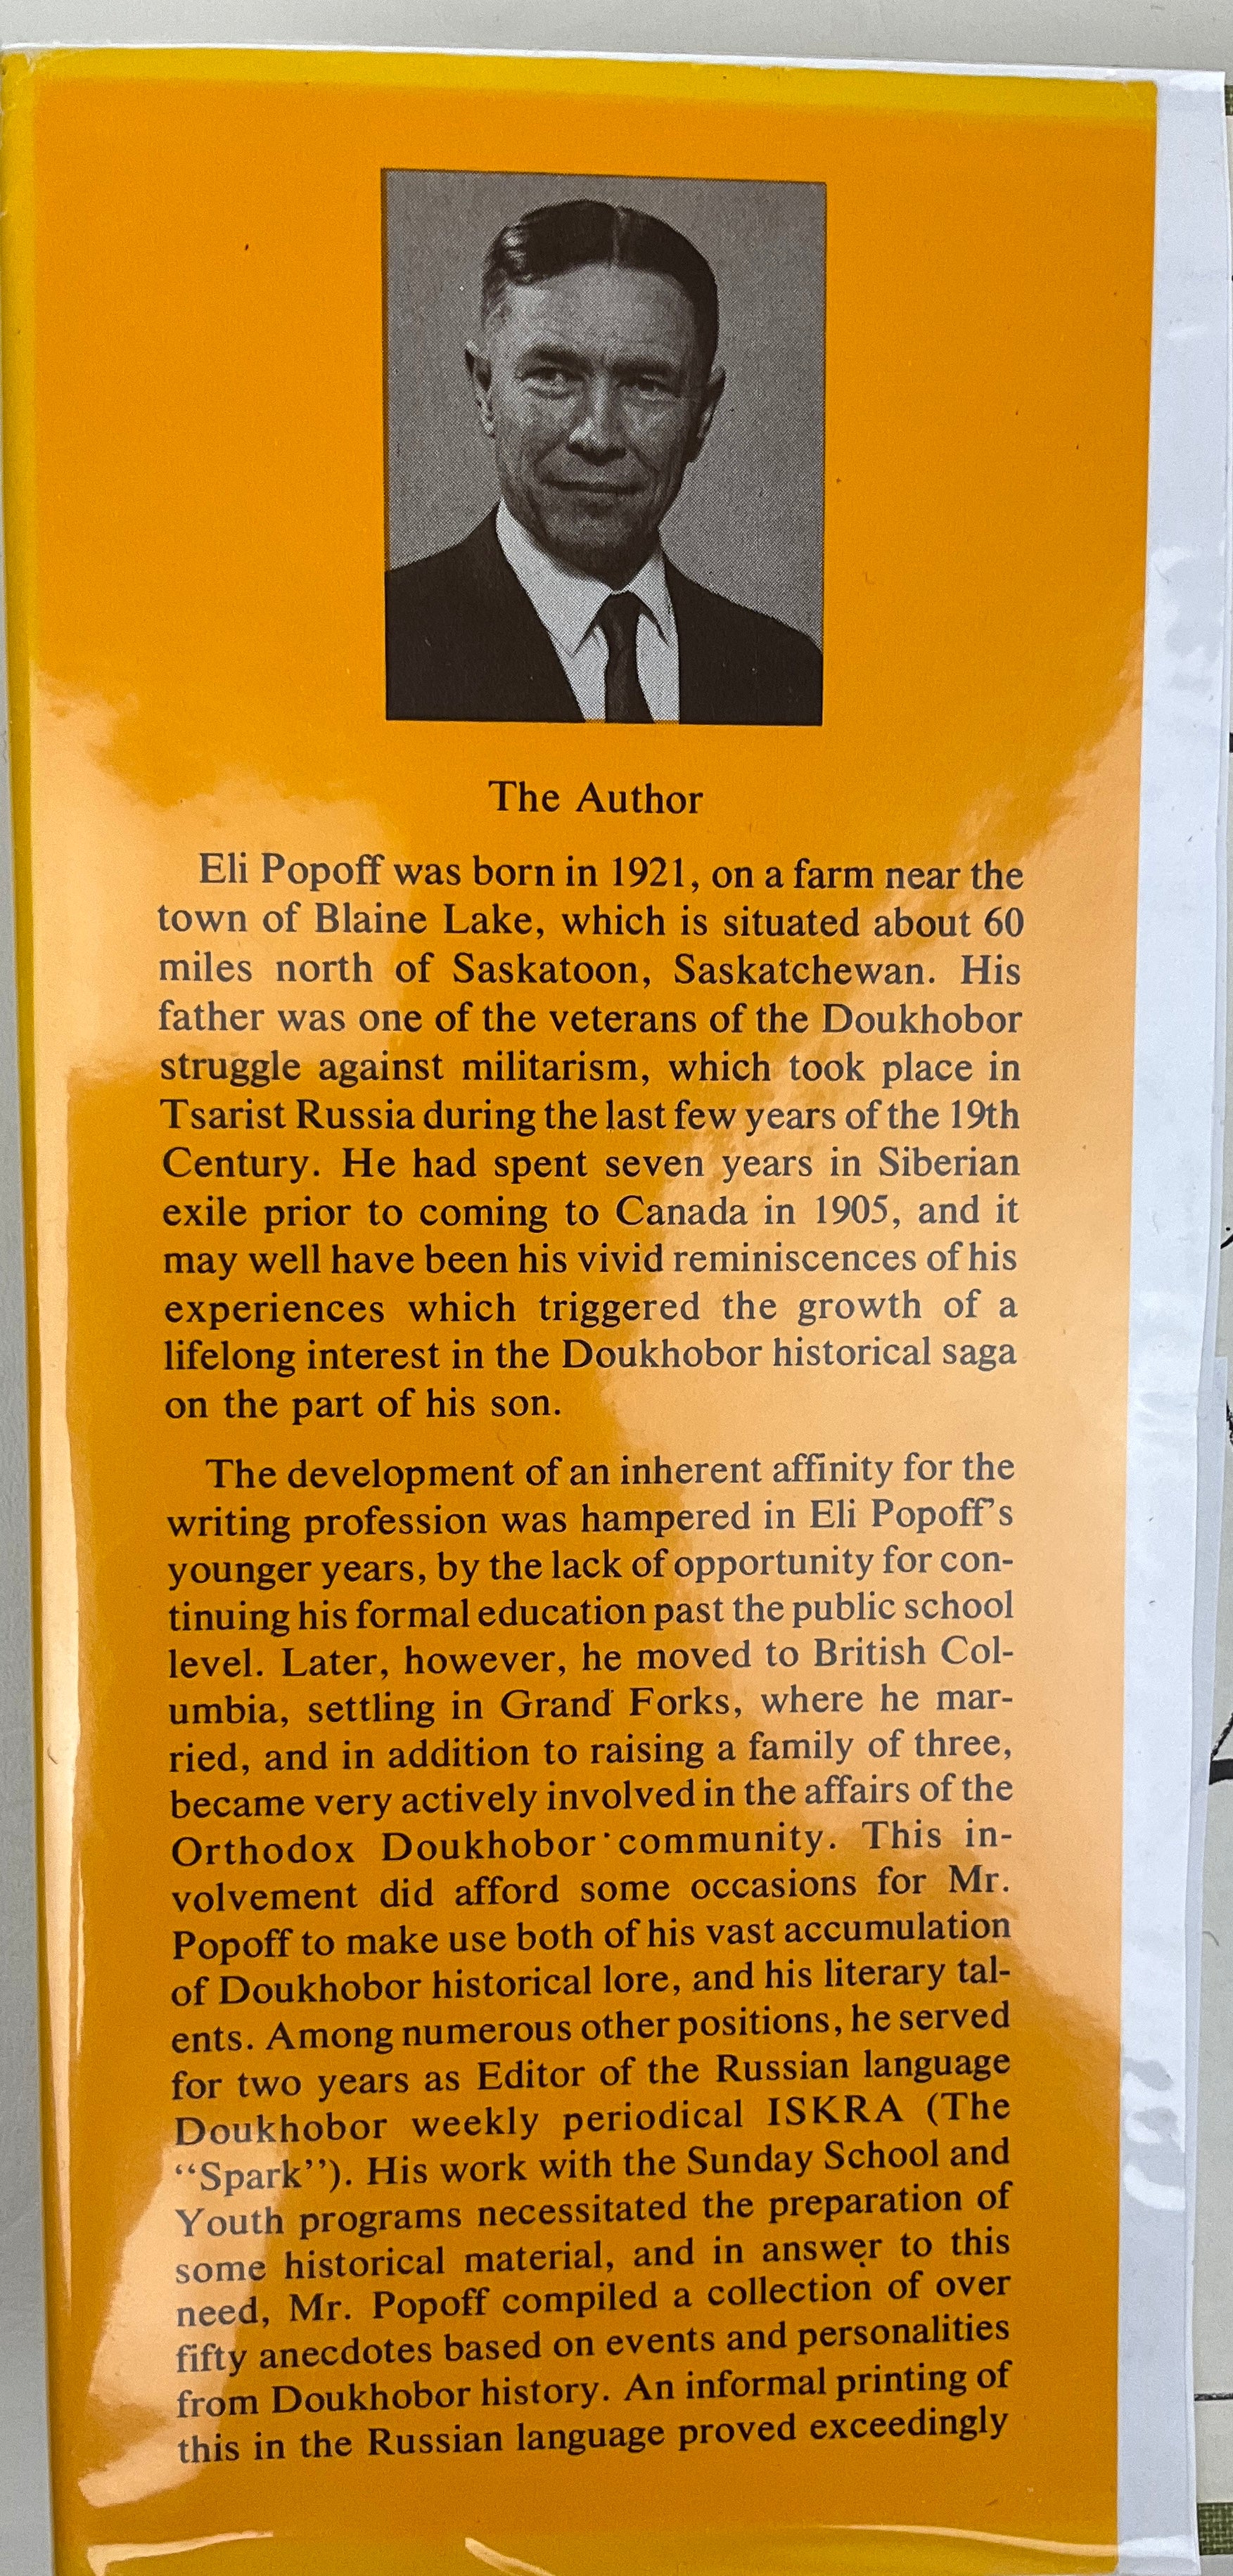 The Author
Eli Popoff was born in 1921, on a farm near the
town of Blaine Lake, which is situated about 60
miles north of Saskatoon, Saskatchewan. His
father was one of the veterans of the Doukhobor
struggle against militarism, which took place in
Tsarist Russia during the last few years of the 19th
Century. He had spent seven years in Siberian
exile prior to coming to Canada in 1905, and it
may well have been his vivid reminiscences of his
experiences which triggered the growth of a
lifelong interest in the Doukhobor historical saga
on the part of his son.
The development of an inherent affinity for the
writing profession was hampered in Eli Popoff's
younger years, by the lack of opportunity for con-
tinuing his formal education past the public school
level. Later, however, he moved to British Col-
umbia, settling in Grand Forks, where he mar-
ried, and in addition to raising a family of three,
became very actively involved in the affairs of the
Orthodox Doukhobor community. This in-
volvement did afford some occasions for Mr.
Popoff to make use both of his vast accumulation
of Doukhobor historical lore, and his literary tal-
ents. Among numerous other positions, he served
for two years as Editor of the Russian language
Doukhobor weekly periodical ISKRA (The
“Spark”). His work with the Sunday School and
Youth programs necessitated the preparation of
some historical material, and in answer to this
need, Mr. Popoff compiled a collection of over
fifty anecdotes based on events and personalities
from Doukhobor history. An informal printing of
this in the Russian language proved exceedingly